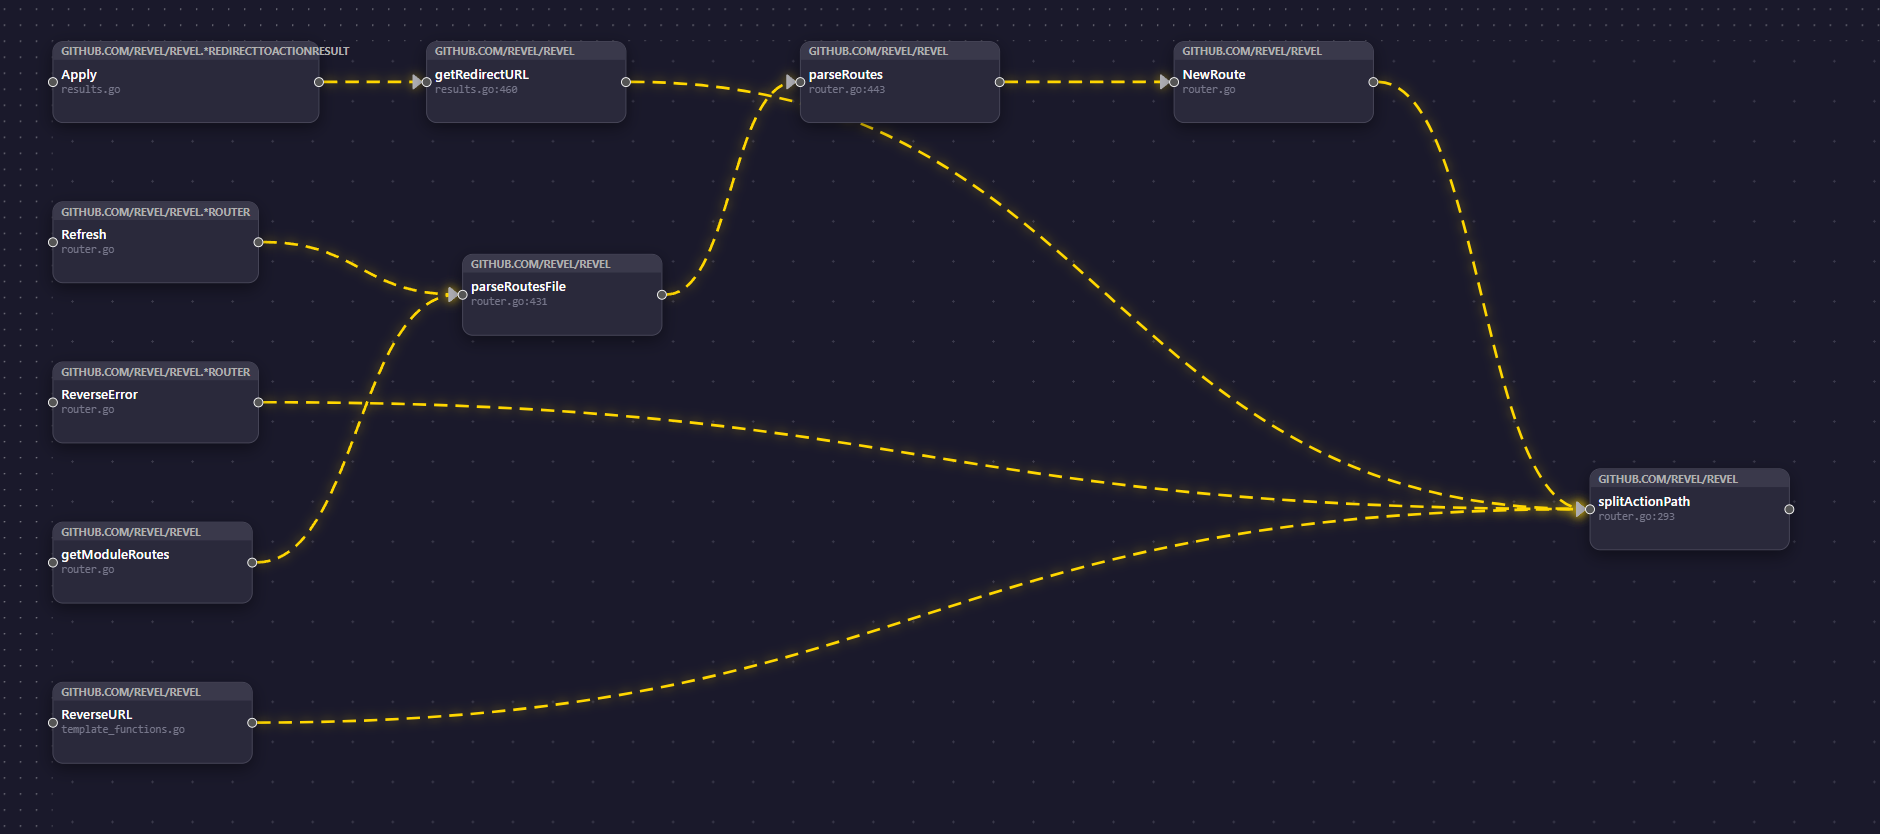 GITHUB.COM/REVEL/REVEL.*REDIRECTTOACTIONRESULT
Apply
results.go
GITHUB.COM/REVEL/REVEL
getRedirectURL
results.go:460
GITHUB.COM/REVEL/REVEL
parseRoutes
router.go:443
GITHUB.COM/REVEL/REVEL
NewRoute
router.go
GITHUB.COM/REVEL/REVEL.*ROUTER
Refresh
router.go
GITHUB.COM/REVEL/REVEL
parseRoutesFile
router.go:431
GITHUB.COM/REVEL/REVEL.*ROUTER
ReverseError
router.go
GITHUB.COM/REVEL/REVEL
splitActionPath
router.go:293
GITHUB.COM/REVEL/REVEL
getModuleRoutes
router.go
GITHUB.COM/REVEL/REVEL
ReverseURL
template_functions.go